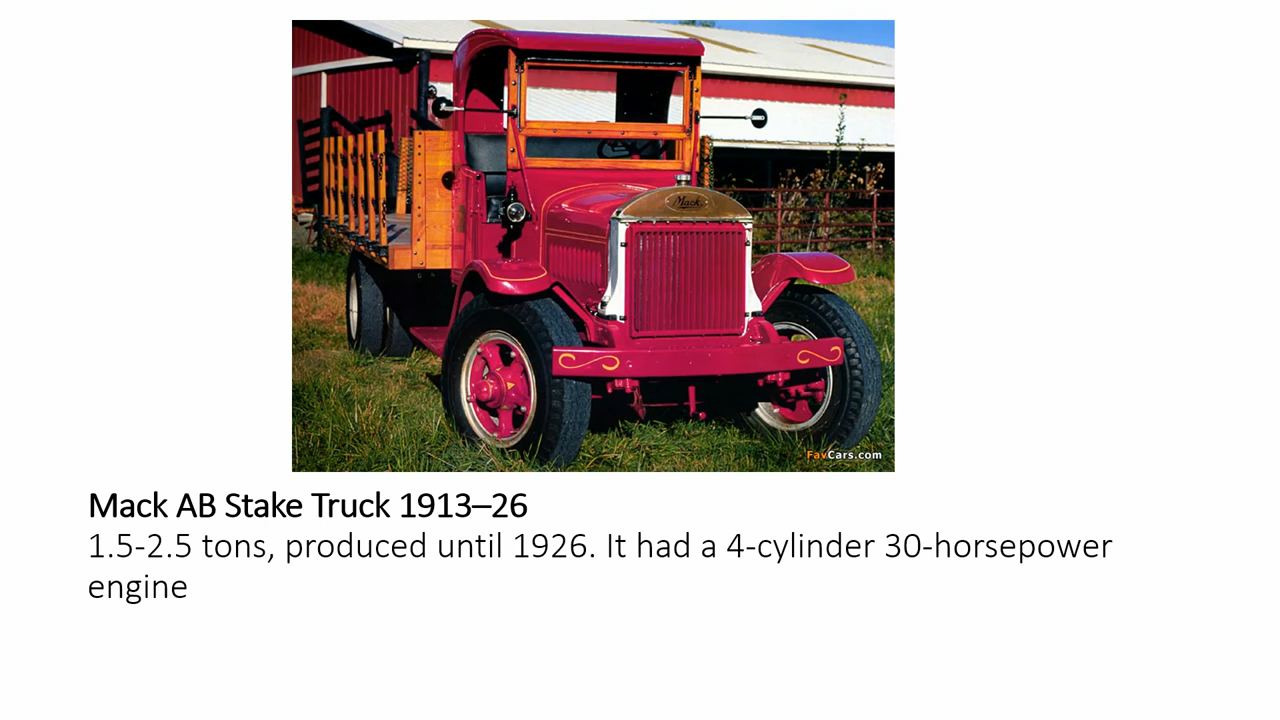 Mack
FavCars.com
Mack AB Stake Truck 1913–26
1.5-2.5 tons, produced until 1926. It had a 4-cylinder 30-horsepower
engine